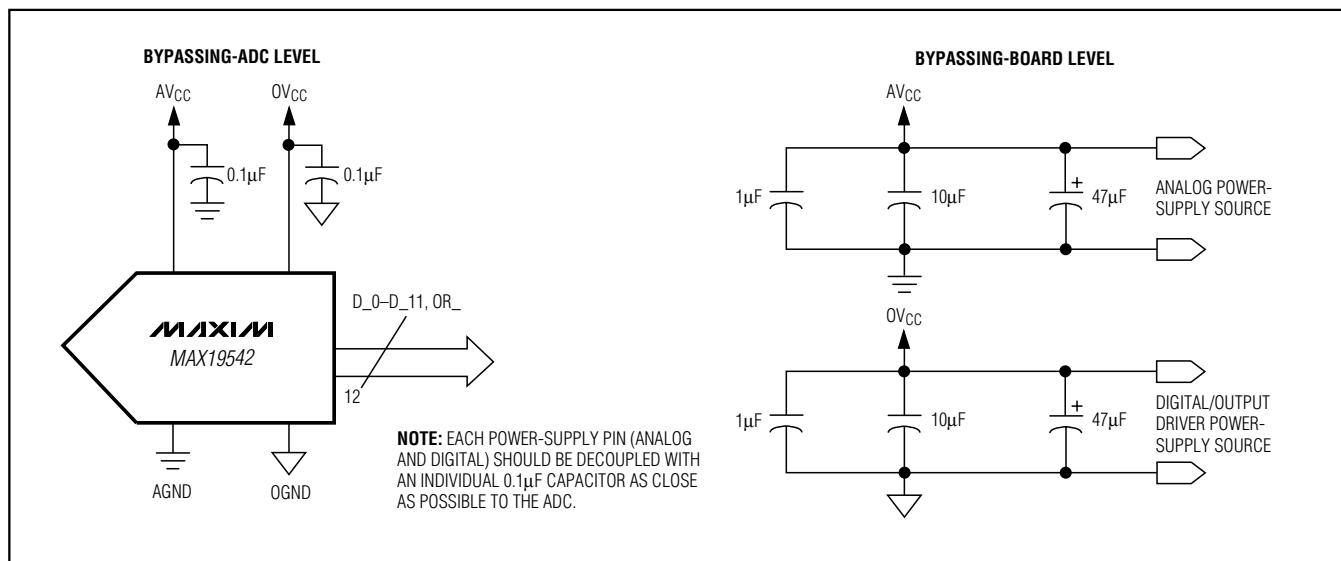 BYPASSING-ADC LEVEL
AVCC
OVCC
0.1µF
0.1µF
D_0–D_11, OR_
MAXIM
MAX19542
12
AGND
OGND
NOTE: EACH POWER-SUPPLY PIN (ANALOG
AND DIGITAL) SHOULD BE DECOUPLED WITH
AN INDIVIDUAL 0.1µF CAPACITOR AS CLOSE
AS POSSIBLE TO THE ADC.
BYPASSING-BOARD LEVEL
AVCC
1µF
10µF
+
47µF
ANALOG POWER-
SUPPLY SOURCE
OVCC
1µF
10µF
+
47µF
DIGITAL/OUTPUT
DRIVER POWER-
SUPPLY SOURCE